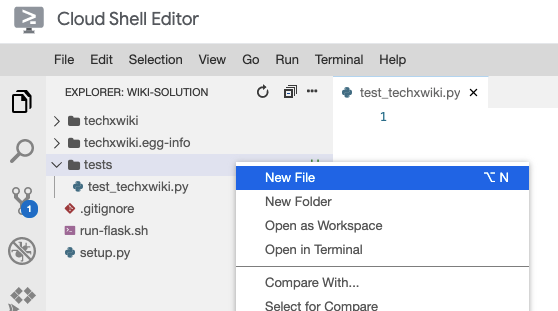 Cloud Shell Editor
File Edit Selection View Go Run Terminal Help
EXPLORER: WIKI-SOLUTION
test_techxwiki.py
1
techxwiki
techxwiki.egg-info
tests
test_techxwiki.py
.gitignore
run-flask.sh
setup.py
1
New File ⌥ N
New Folder
Open as Workspace
Open in Terminal
Compare With...
Select for Compare